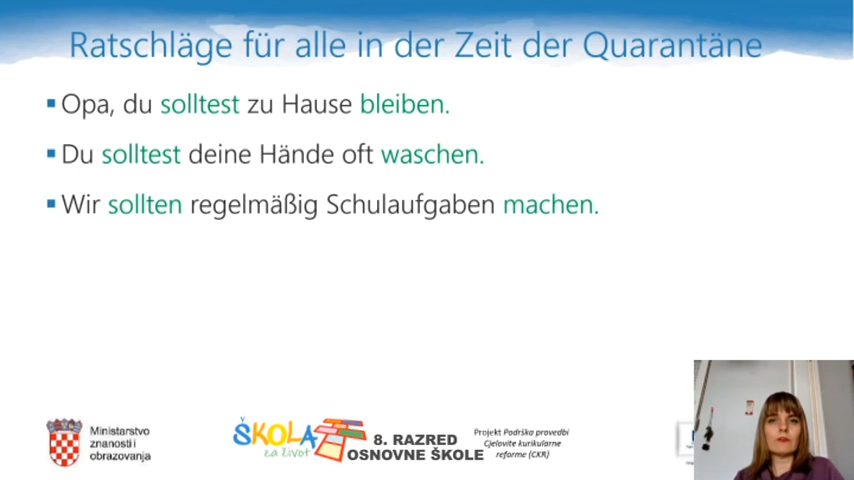 Ratschläge für alle in der Zeit der Quarantäne
Opa, du solltest zu Hause bleiben.
Du solltest deine Hände oft waschen.
Wir sollten regelmäßig Schulaufgaben machen.
Ministarstvo
znanosti i
obrazovanja
ŠKOLA
za život
8. RAZRED
OSNOVNE ŠKOLE
Projekt Podrška provedbi
Cjelovite kurikularne
reforme (CKR)